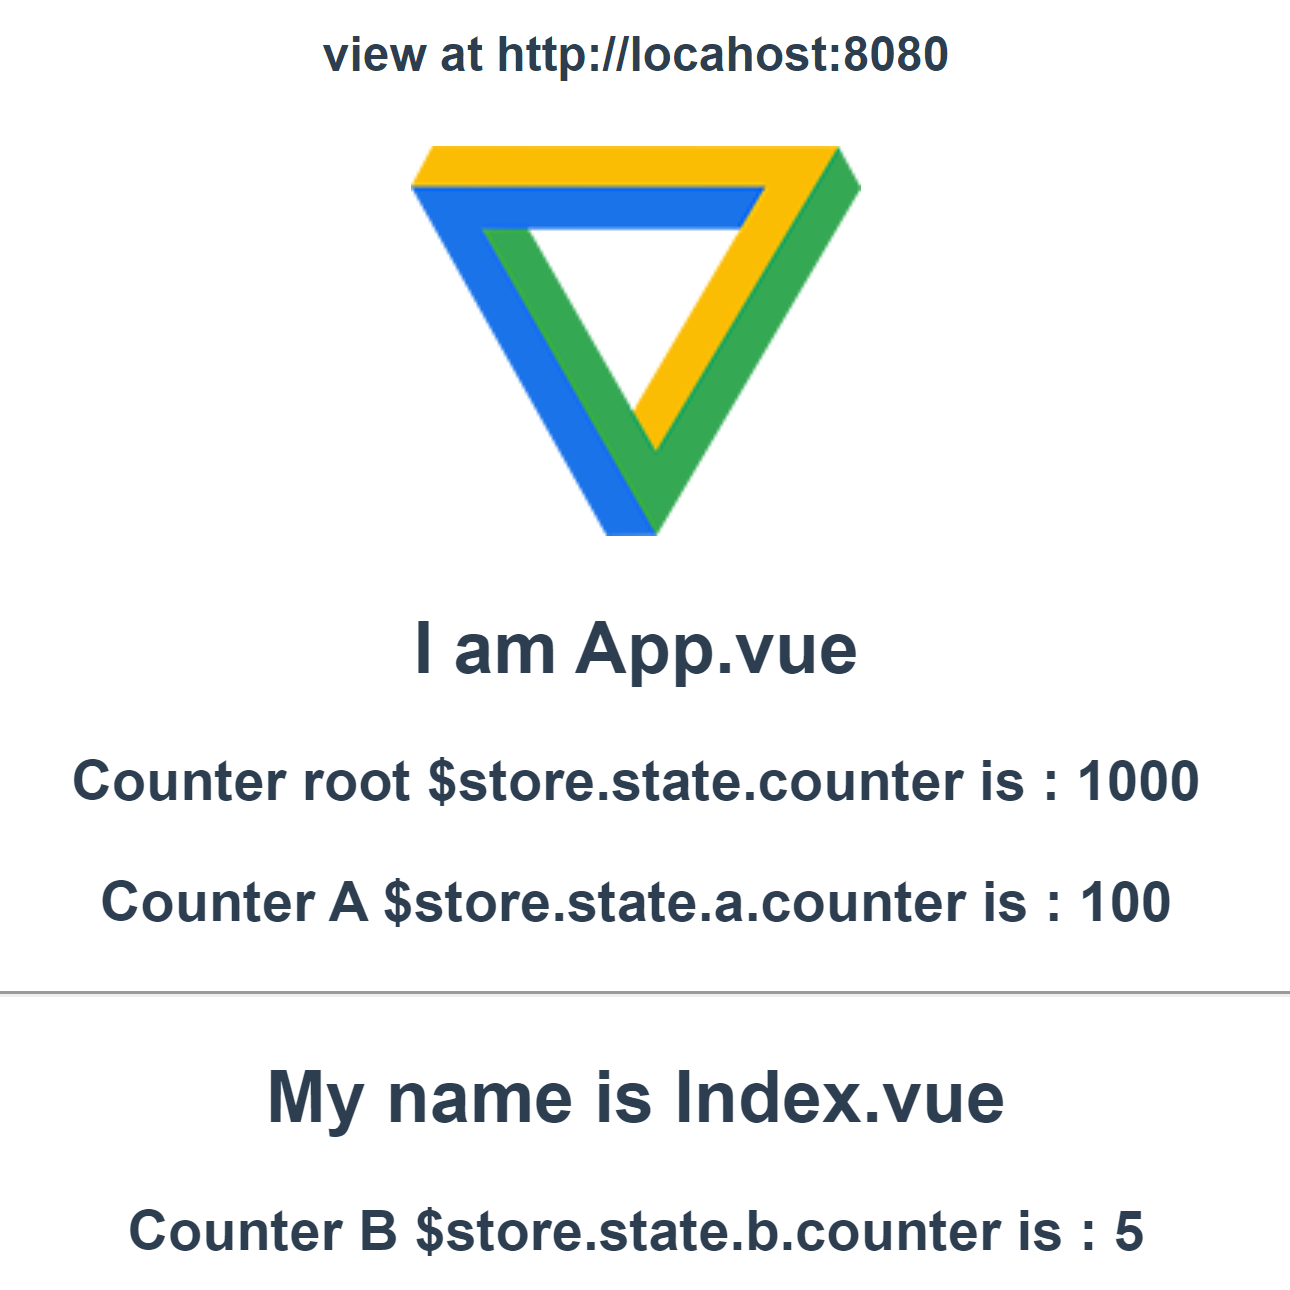 view at http://locahost:8080
I am App.vue
Counter root $store.state.counter is : 1000
Counter A $store.state.a.counter is : 100
My name is Index.vue
Counter B $store.state.b.counter is : 5